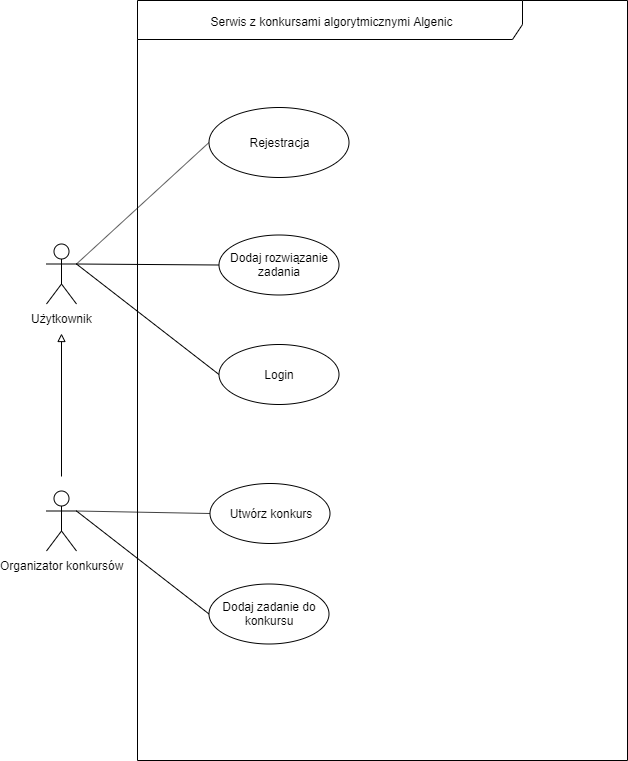 Serwis z konkursami algorytmicznymi Algenic
Rejestracja
Dodaj rozwiązanie
zadania
Użytkownik
Login
Utwórz konkurs
Organizator konkursów
Dodaj zadanie do
konkursu